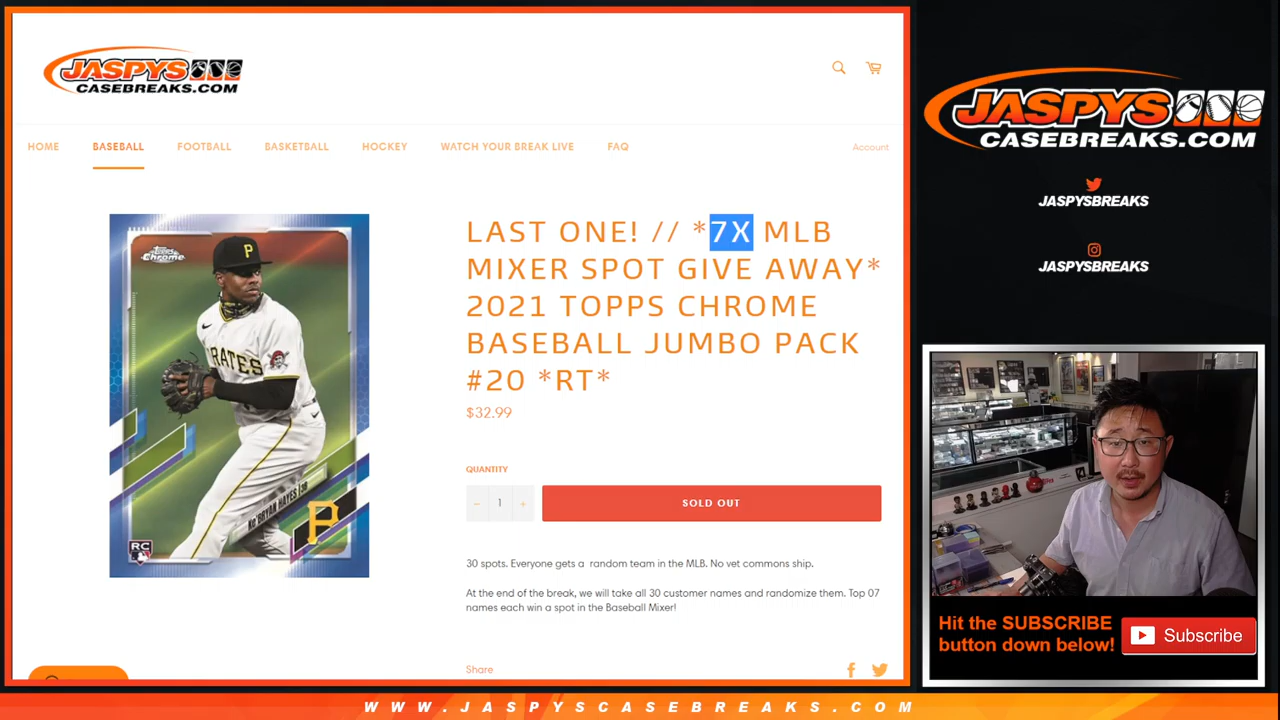 JASPYS
CASEBREAKS.COM
HOME BASEBALL FOOTBALL BASKETBALL HOCKEY WATCH YOUR BREAK LIVE FAQ Account
Topps
Chrome
P
PIRATES
KE'BRYAN HAYES | 3B
P
RC
LAST ONE! // *7X MLB
MIXER SPOT GIVE AWAY*
2021 TOPPS CHROME
BASEBALL JUMBO PACK
#20 *RT*
$32.99
QUANTITY
− 1 +
SOLD OUT
30 spots. Everyone gets a random team in the MLB. No vet commons ship.
At the end of the break, we will take all 30 customer names and randomize them. Top 07
names each win a spot in the Baseball Mixer!
Share
JASPYS
CASEBREAKS.COM
JASPYSBREAKS
JASPYSBREAKS
Hit the SUBSCRIBE
button down below!
Subscribe
WWW.JASPYSCASEBREAKS.COM